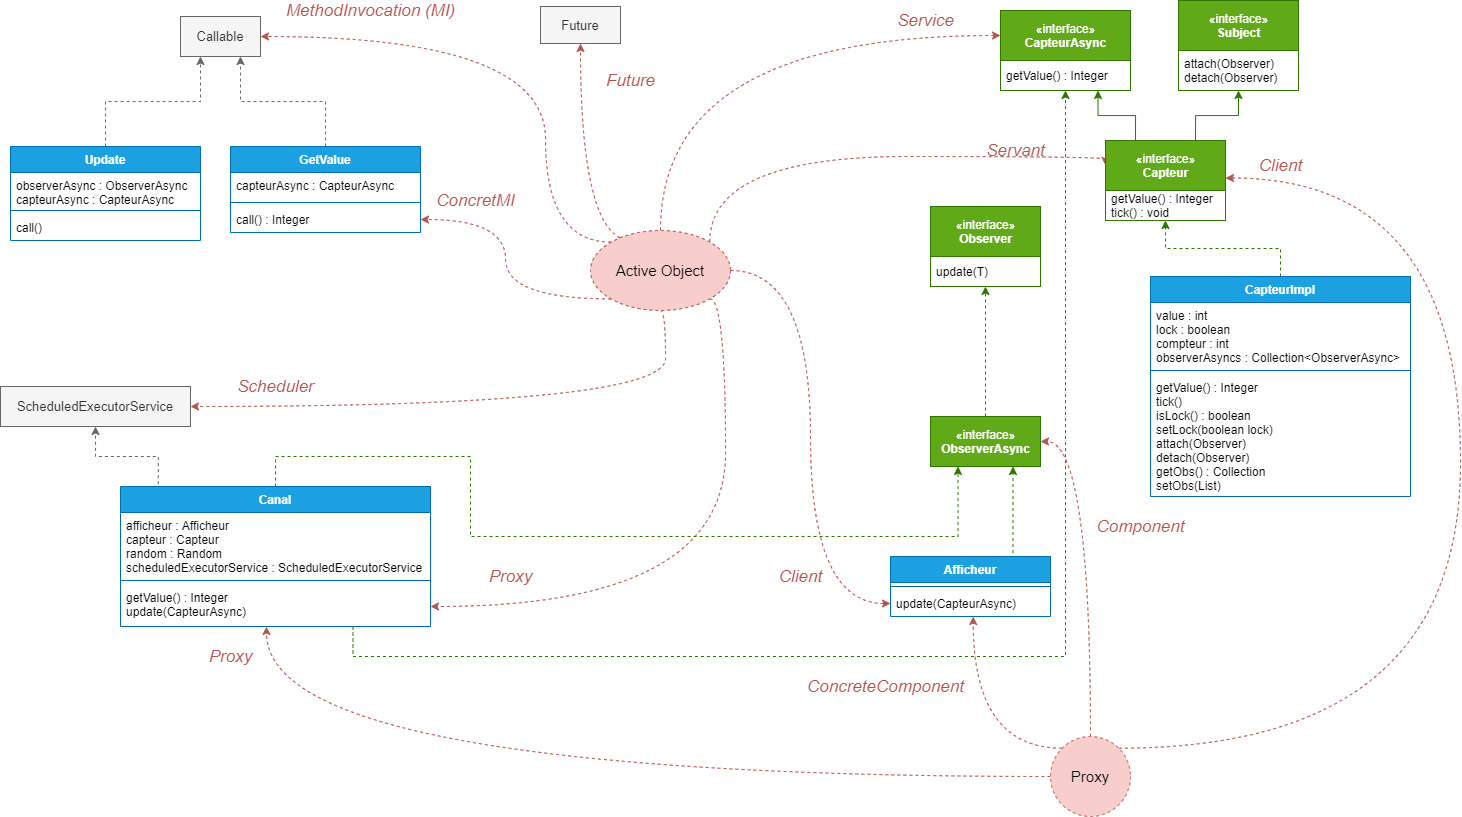 MethodInvocation (MI)
Callable
Future
Future
Service
«interface»
CapteurAsync
getValue() : Integer
«interface»
Subject
attach(Observer)
detach(Observer)
Update
observerAsync : ObserverAsync
capteurAsync : CapteurAsync
call()
GetValue
capteurAsync : CapteurAsync
call() : Integer
ConcretMI
Servant
«interface»
Capteur
getValue() : Integer
tick() : void
Client
Active Object
«interface»
Observer
update(T)
CapteurImpl
value : int
lock : boolean
compteur : int
observerAsyncs : Collection<ObserverAsync>
getValue() : Integer
tick()
isLock() : boolean
setLock(boolean lock)
attach(Observer)
detach(Observer)
getObs() : Collection
setObs(List)
Scheduler
ScheduledExecutorService
«interface»
ObserverAsync
Canal
afficheur : Afficheur
capteur : Capteur
random : Random
scheduledExecutorService : ScheduledExecutorService
getValue() : Integer
update(CapteurAsync)
Component
Proxy
Client
Afficheur
update(CapteurAsync)
Proxy
ConcreteComponent
Proxy